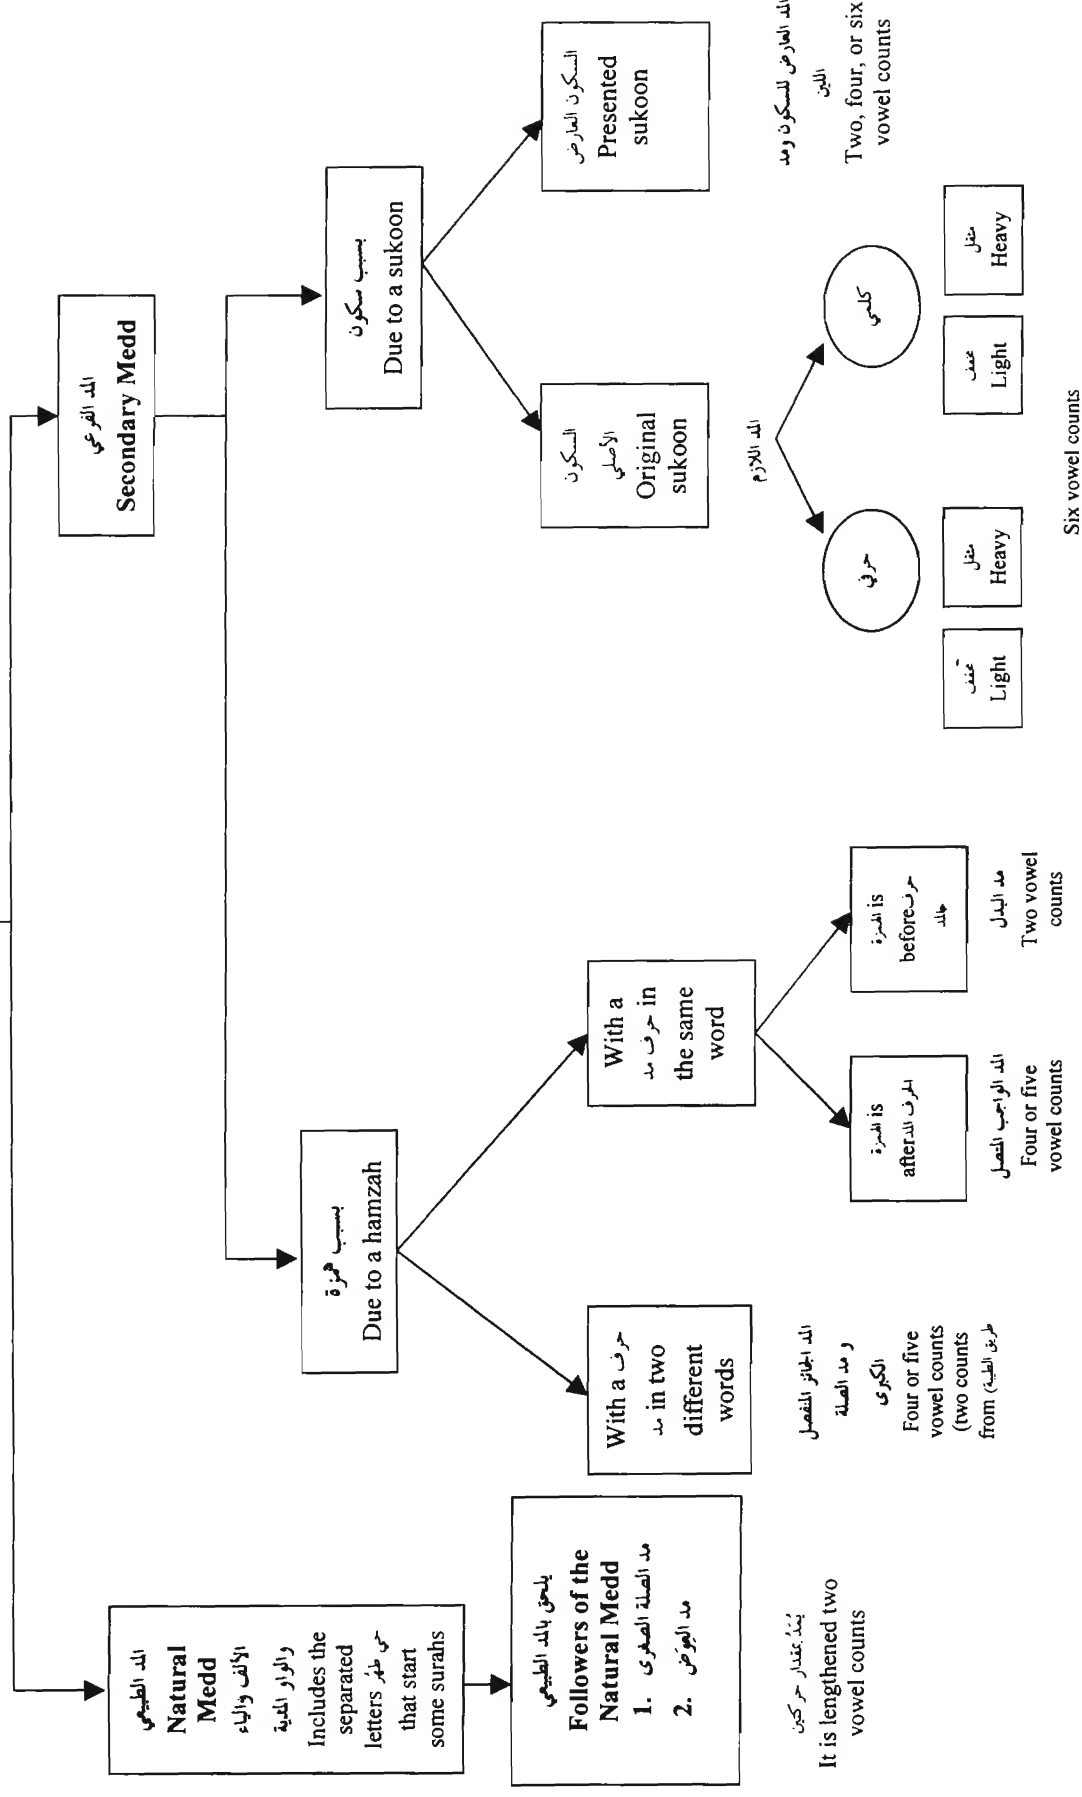 المد الفرعي
Secondary Medd
بسبب سكون
Due to a sukoon
السكون العارض
Presented
sukoon
المد العارض للسكون ومد
اللين
Two, four, or six
vowel counts
السكون
الأصلي
Original
sukoon
المد اللازم
كلمي
مثقل
Heavy
مخفف
Light
حرفي
مثقل
Heavy
مخفف
Light
Six vowel counts
بسبب همزة
Due to a hamzah
With a
حرف مد in
the same
word
الهمزة is
before حرف
المد
مد البدل
Two vowel
counts
الهمزة is
after الحرف المد
المد الواجب المتصل
Four or five
vowel counts
With a حرف
مد in two
different
words
المد الجائز المنفصل
و مد الصلة
الكبرى
Four or five
vowel counts
(two counts
from (طريق الطيبة
المد الطبيعي
Natural
Medd
الألف والياء
والواو المدية
Includes the
separated
letters حي طهر
that start
some surahs
يلحق بالمد الطبيعي
Followers of the
Natural Medd
1. مد الصلة الصغرى
2. مد العِوَض
يُمَدُّ بمقدار حركتين
It is lengthened two
vowel counts